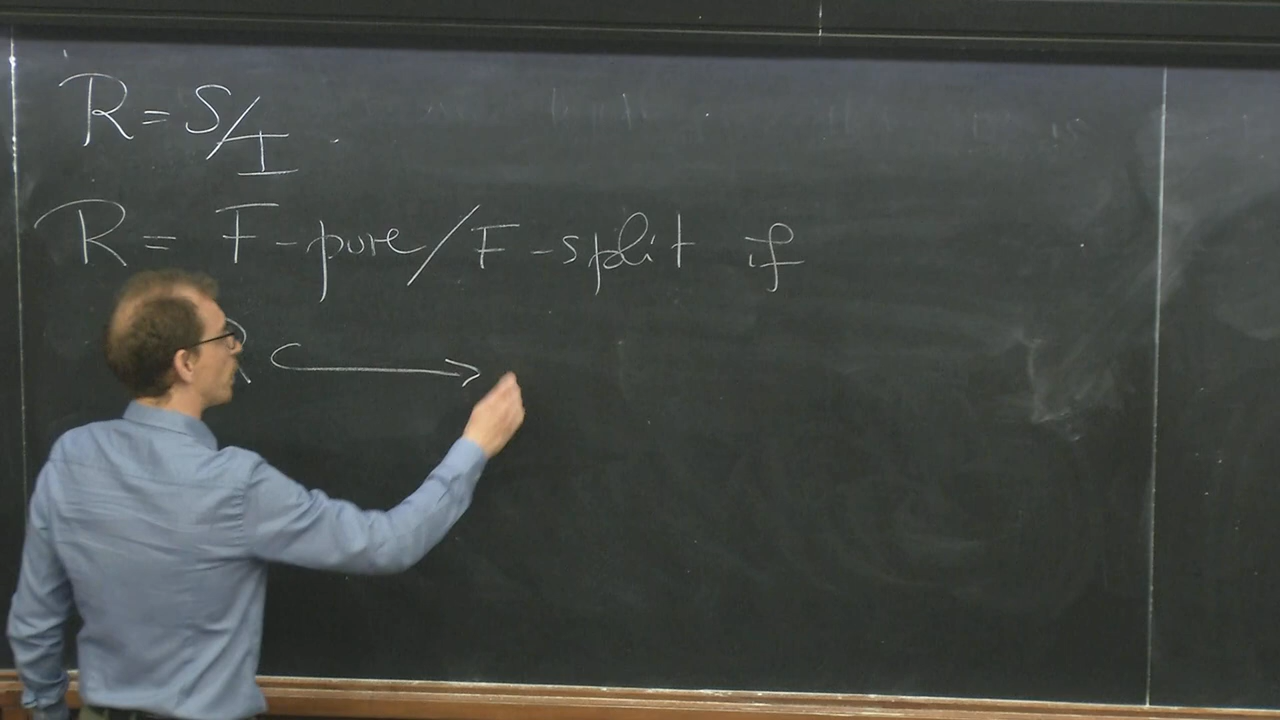 R = S/I.
R = F-pure/F-split if
R ↪